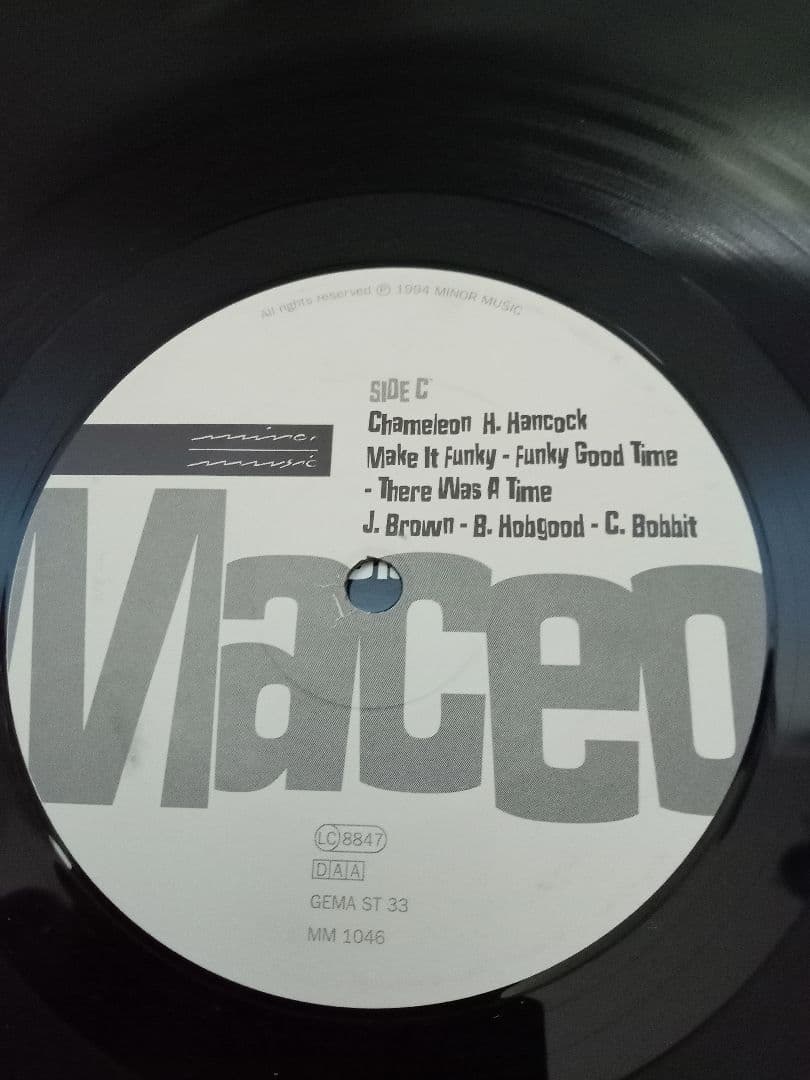 All rights reserved ℗ 1994 MINOR MUSIC
SIDE C
Chameleon H. Hancock
minor
music
Make It Funky - Funky Good Time
- There Was A Time
J. Brown - B. Hobgood - C. Bobbit
Maceo
LC 8847
DAA
GEMA ST 33
MM 1046